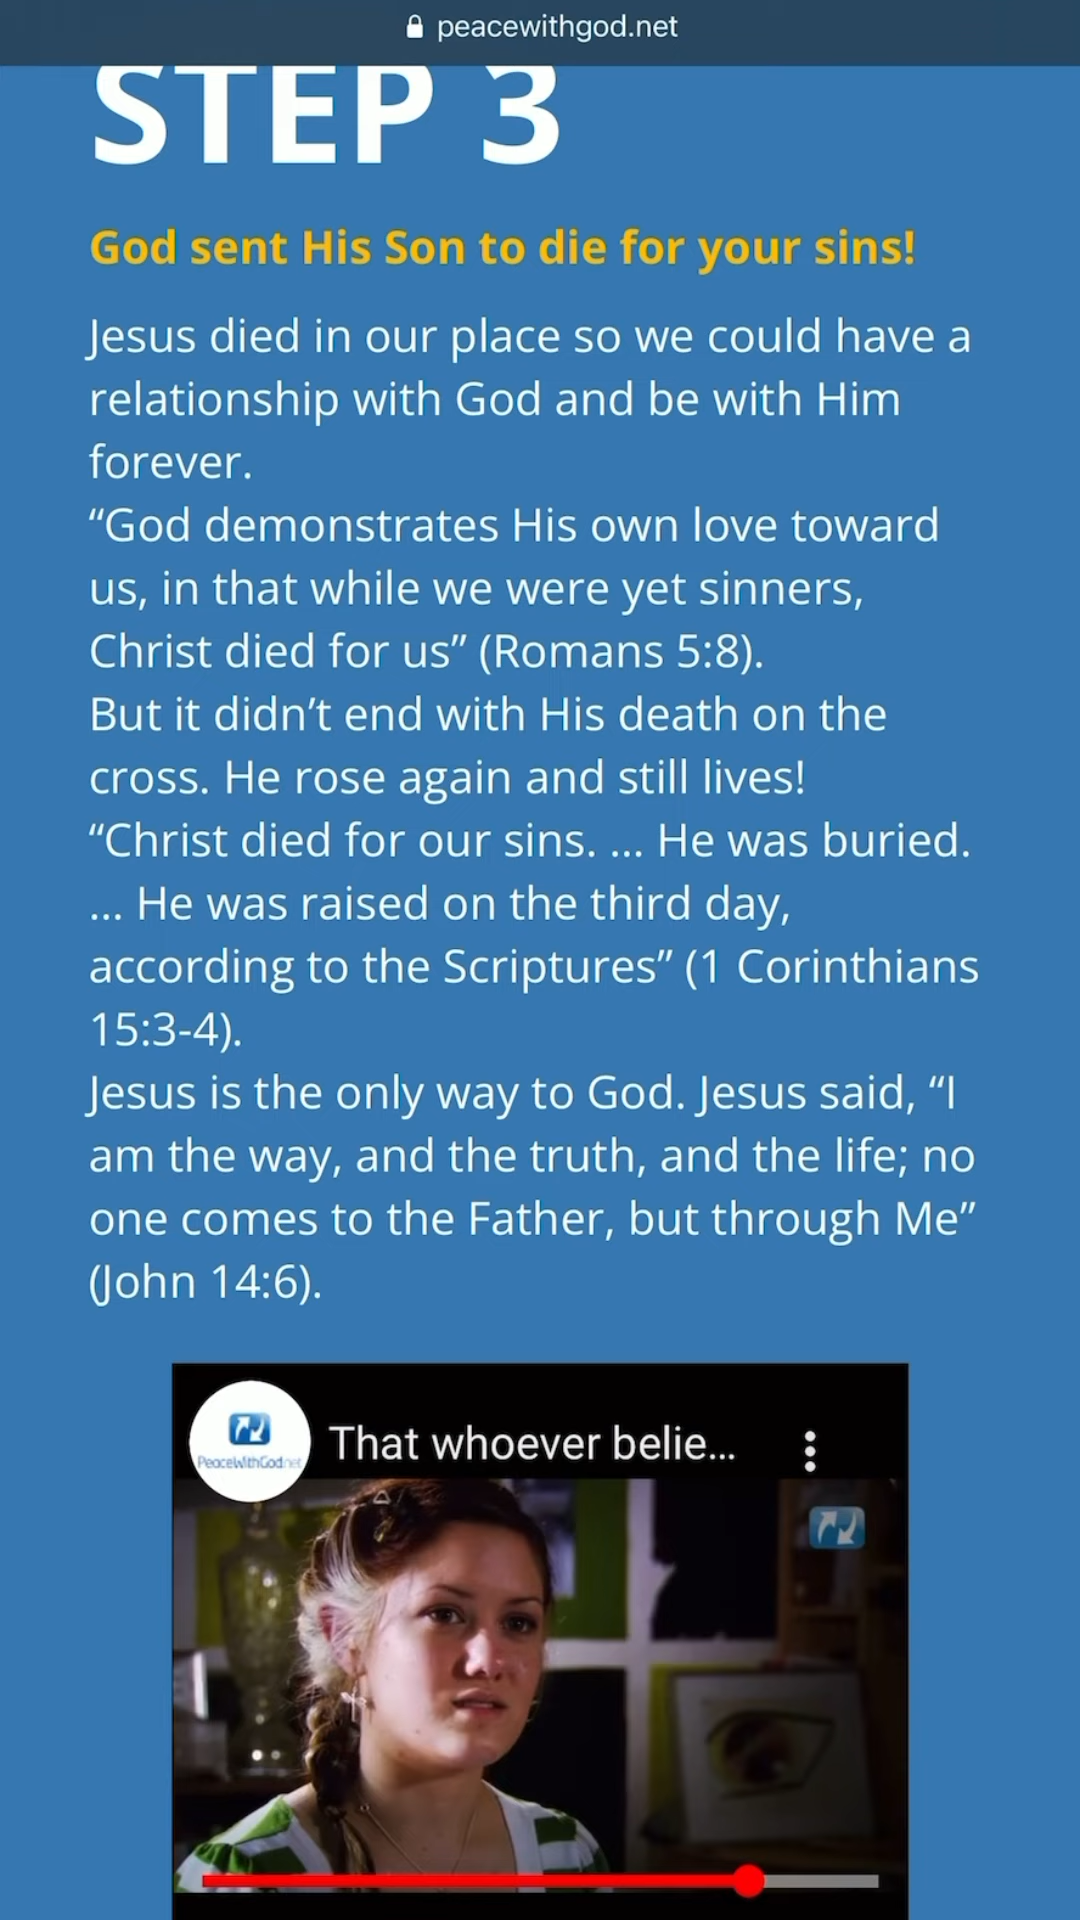 peacewithgod.net
STEP 3
God sent His Son to die for your sins!
Jesus died in our place so we could have a
relationship with God and be with Him
forever.
“God demonstrates His own love toward
us, in that while we were yet sinners,
Christ died for us” (Romans 5:8).
But it didn’t end with His death on the
cross. He rose again and still lives!
“Christ died for our sins. ... He was buried.
... He was raised on the third day,
according to the Scriptures” (1 Corinthians
15:3-4).
Jesus is the only way to God. Jesus said, “I
am the way, and the truth, and the life; no
one comes to the Father, but through Me”
(John 14:6).
PeaceWithGod.net
That whoever belie...